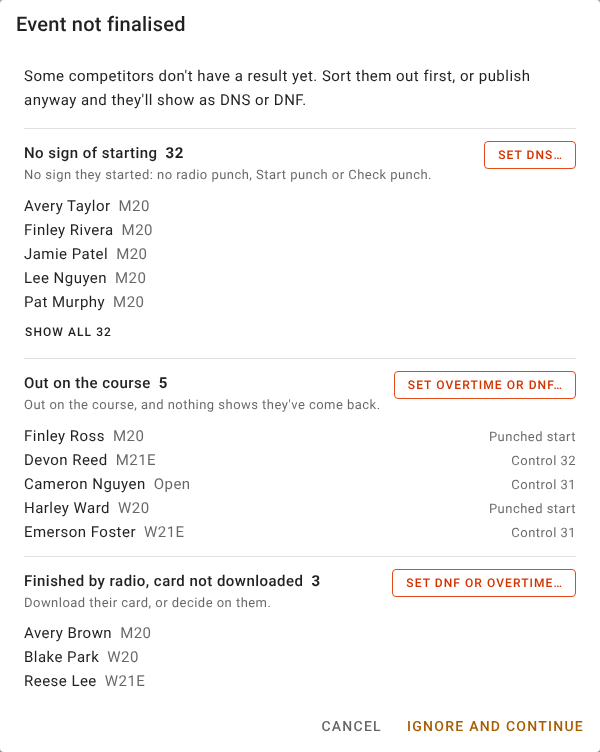 Event not finalised
Some competitors don't have a result yet. Sort them out first, or publish
anyway and they'll show as DNS or DNF.
No sign of starting 32
SET DNS…
No sign they started: no radio punch, Start punch or Check punch.
Avery Taylor M20
Finley Rivera M20
Jamie Patel M20
Lee Nguyen M20
Pat Murphy M20
SHOW ALL 32
Out on the course 5
SET OVERTIME OR DNF…
Out on the course, and nothing shows they've come back.
Finley Ross M20 Punched start
Devon Reed M21E Control 32
Cameron Nguyen Open Control 31
Harley Ward W20 Punched start
Emerson Foster W21E Control 31
Finished by radio, card not downloaded 3
SET DNF OR OVERTIME…
Download their card, or decide on them.
Avery Brown M20
Blake Park W20
Reese Lee W21E
CANCEL IGNORE AND CONTINUE